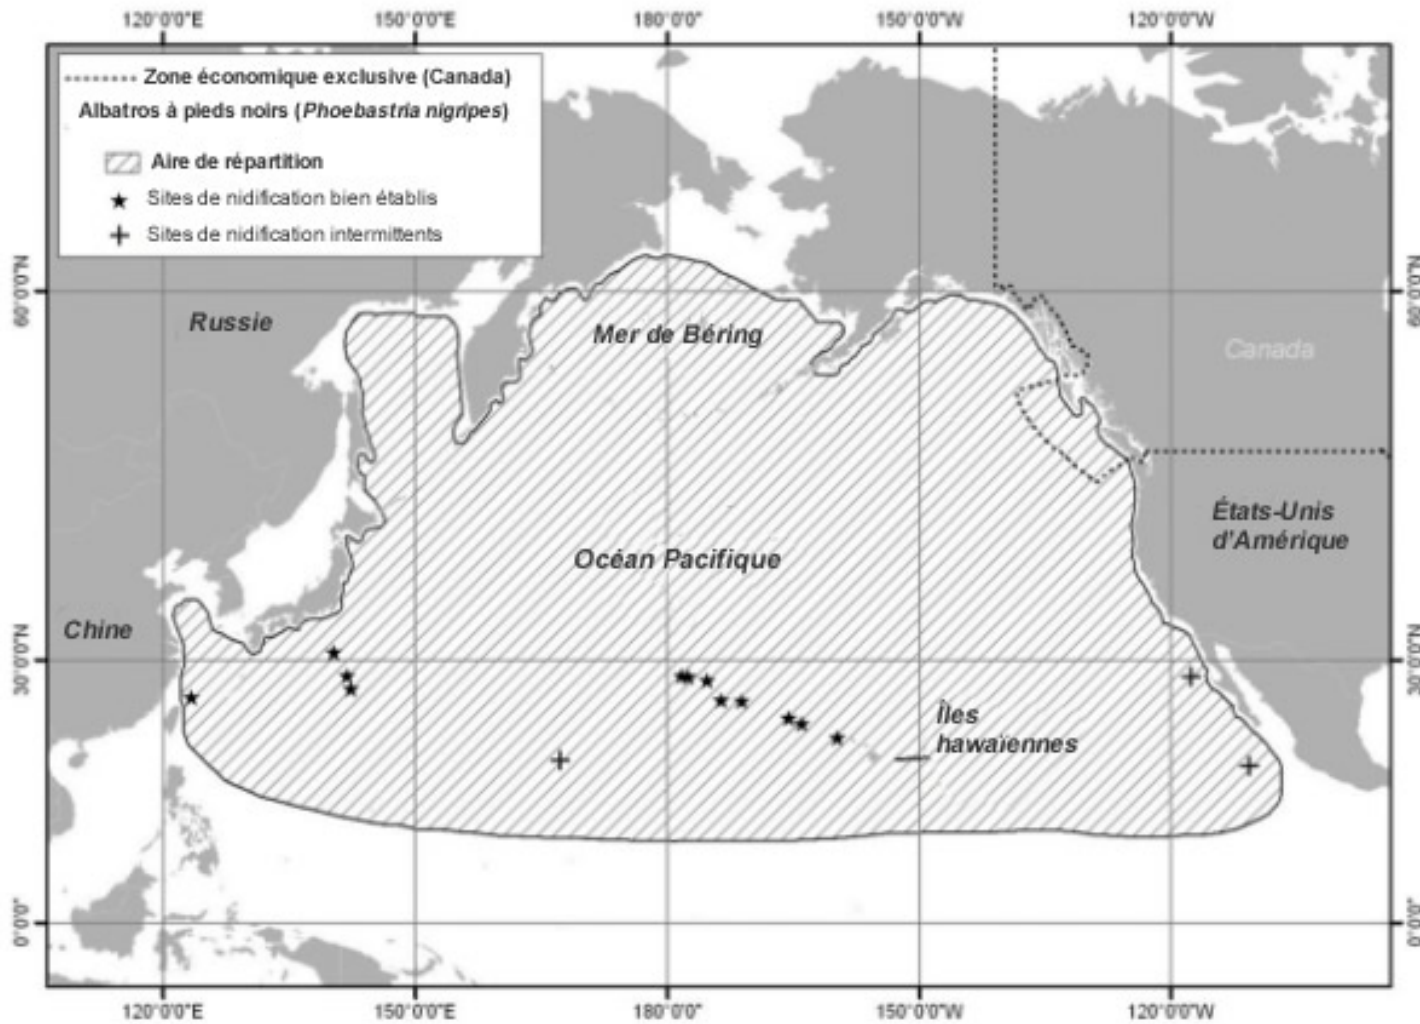 120°0'0"E 150°0'0"E 180°0'0" 150°0'0"W 120°0'0"W
Zone économique exclusive (Canada)
Albatros à pieds noirs (Phoebastria nigripes)
Aire de répartition
Sites de nidification bien établis
Sites de nidification intermittents
60°0'0"N
60°0'0"N
Russie
Mer de Béring
Canada
États-Unis
d'Amérique
Océan Pacifique
Chine
30°0'0"N
30°0'0"N
Îles
hawaïennes
0°0'0"
0°0'0"
120°0'0"E 150°0'0"E 180°0'0" 150°0'0"W 120°0'0"W